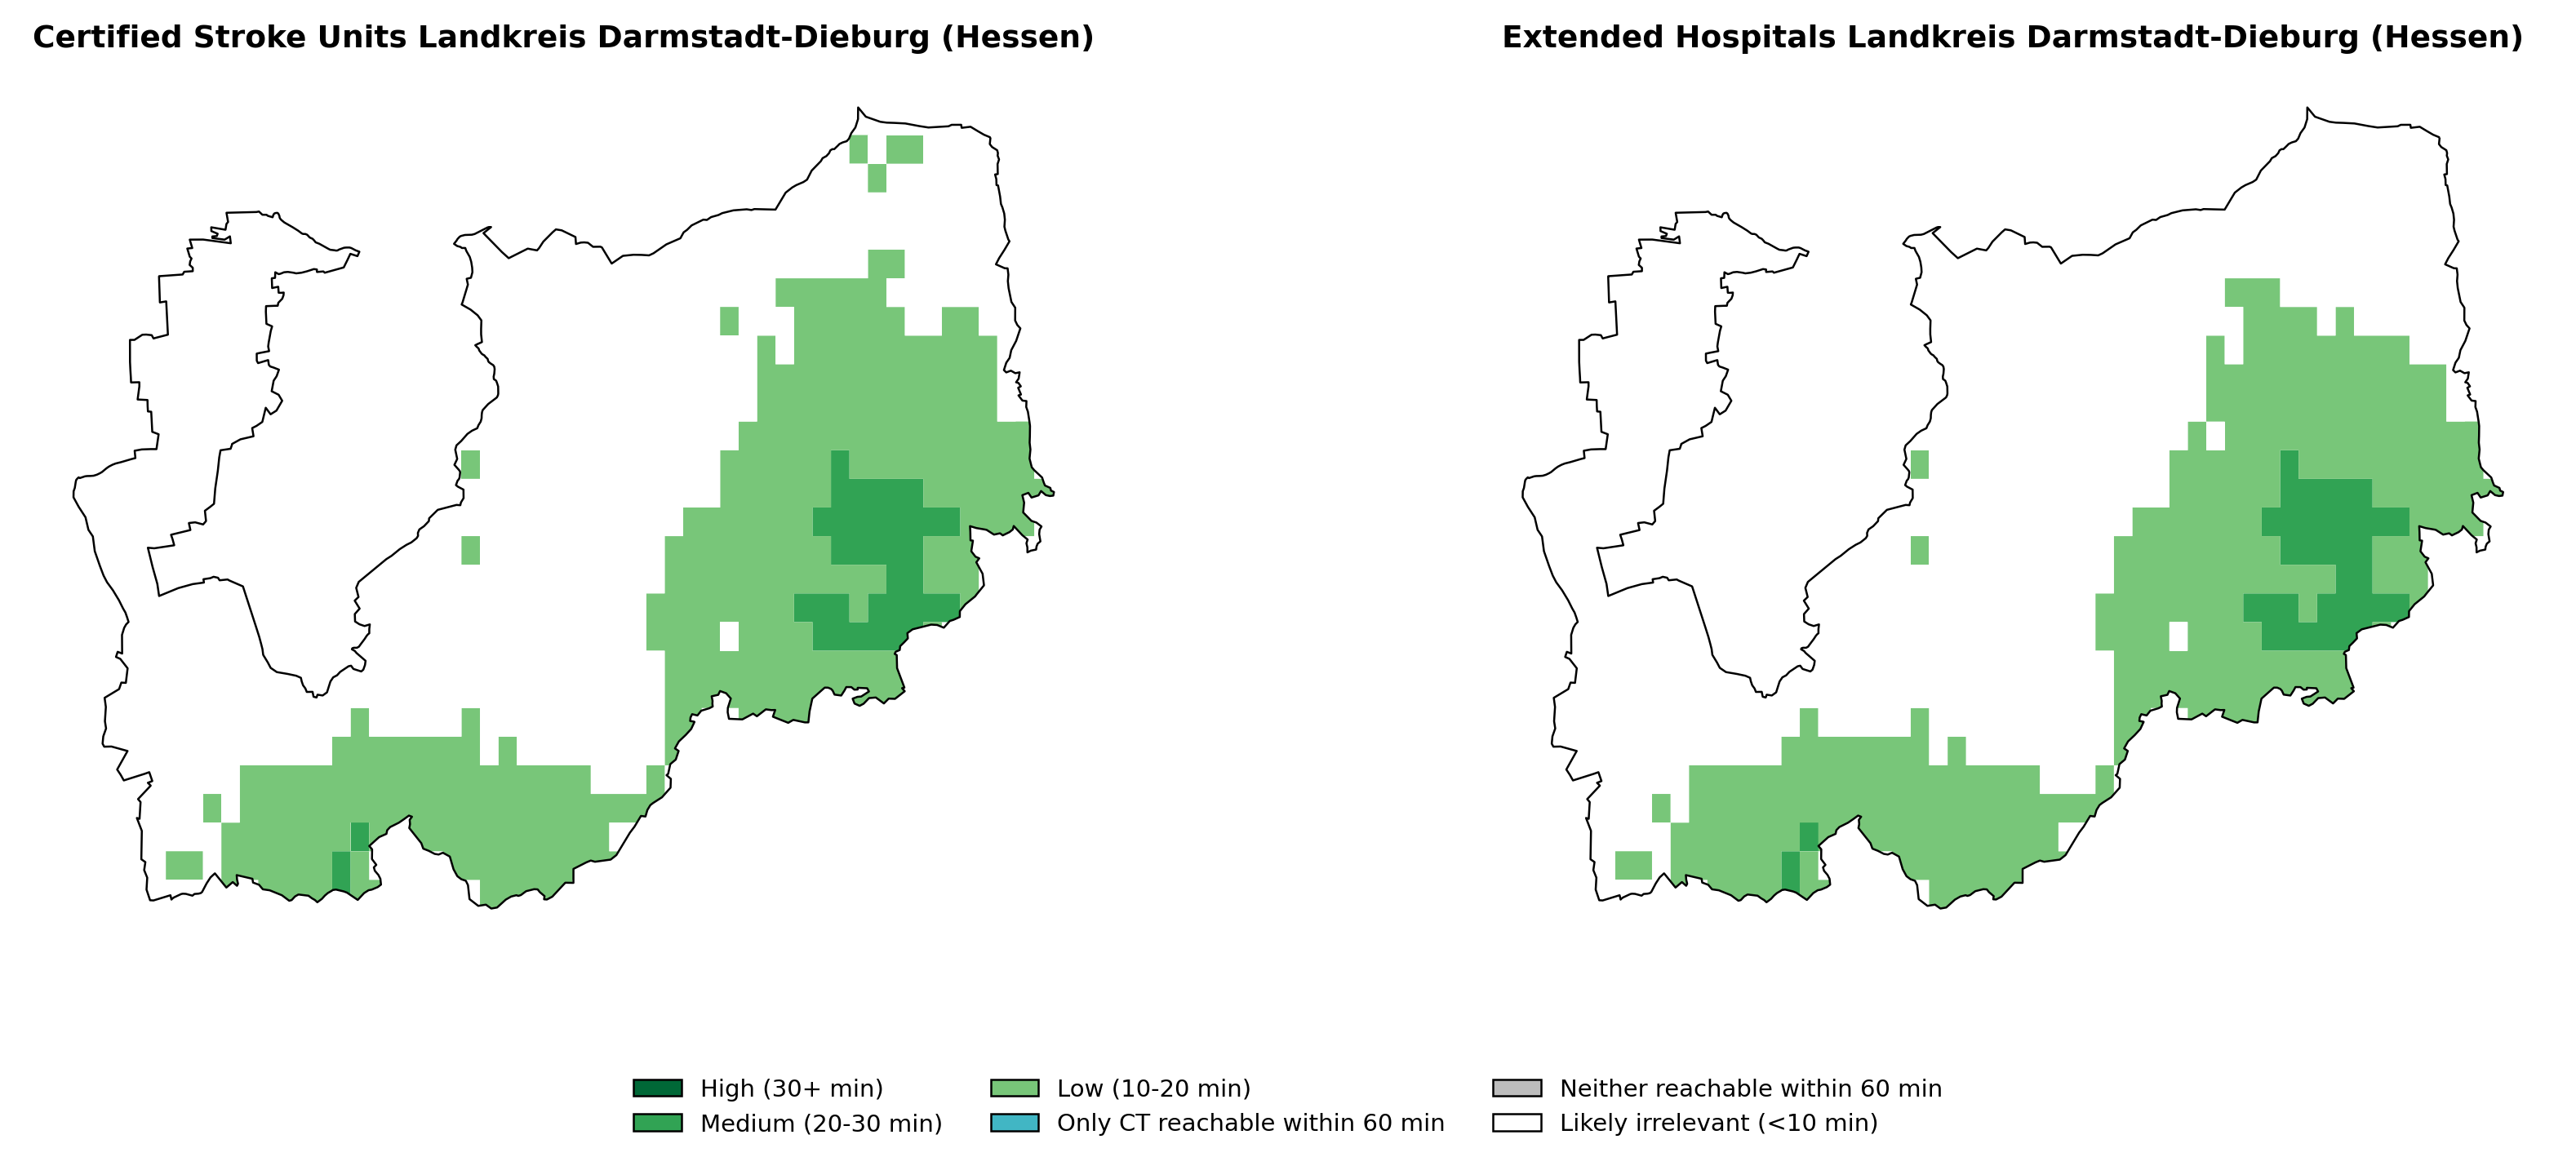 Certified Stroke Units Landkreis Darmstadt-Dieburg (Hessen)
Extended Hospitals Landkreis Darmstadt-Dieburg (Hessen)
High (30+ min)
Medium (20-30 min)
Low (10-20 min)
Only CT reachable within 60 min
Neither reachable within 60 min
Likely irrelevant (<10 min)